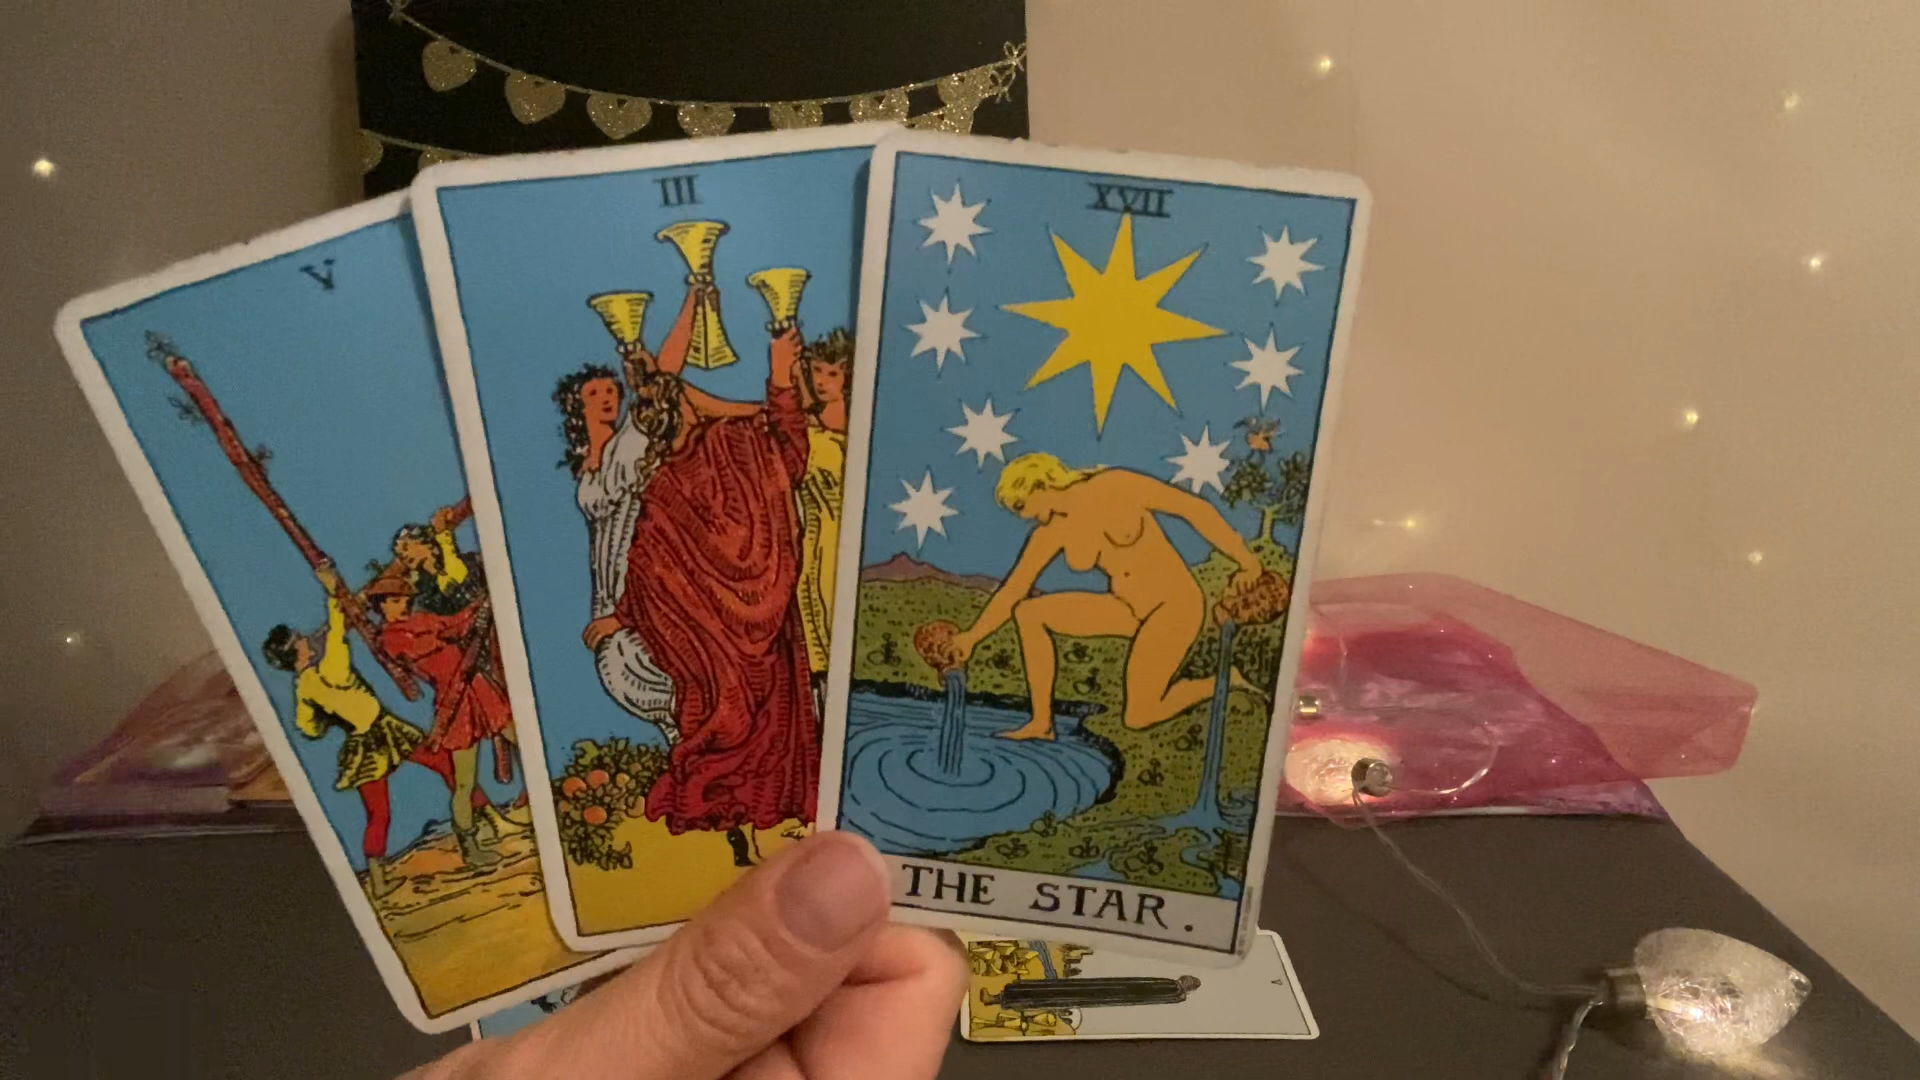 V
III
XVII
THE STAR.
V